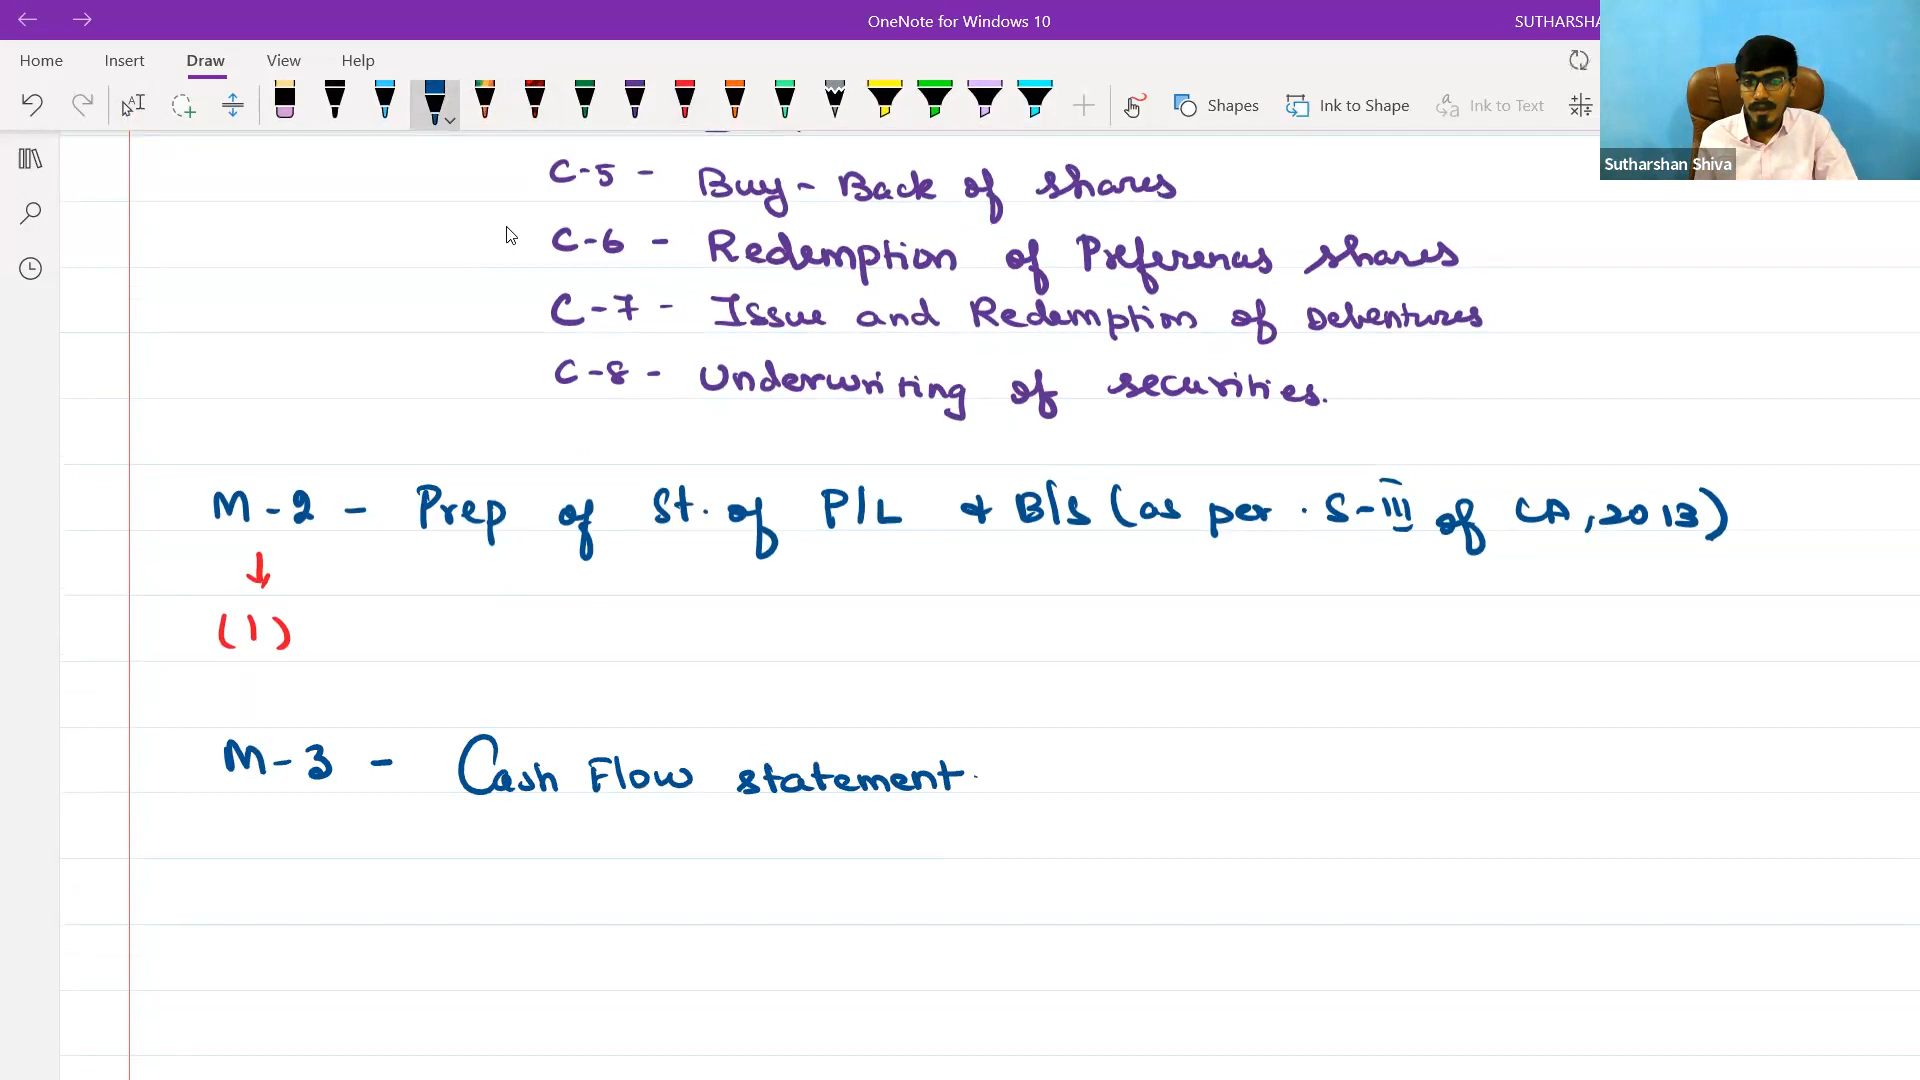 OneNote for Windows 10
SUTHARSHA
Home Insert Draw View Help
Shapes Ink to Shape Ink to Text
Sutharshan Shiva
C-5 - Buy-Back of shares
C-6 - Redemption of Preferences shares
C-7 - Issue and Redemption of Debentures
C-8 - Underwriting of securities.
M-2 - Prep of St. of P/L & B/S (as per. S-III of CA, 2013)
↓
(1)
M-3 - Cash Flow statement.